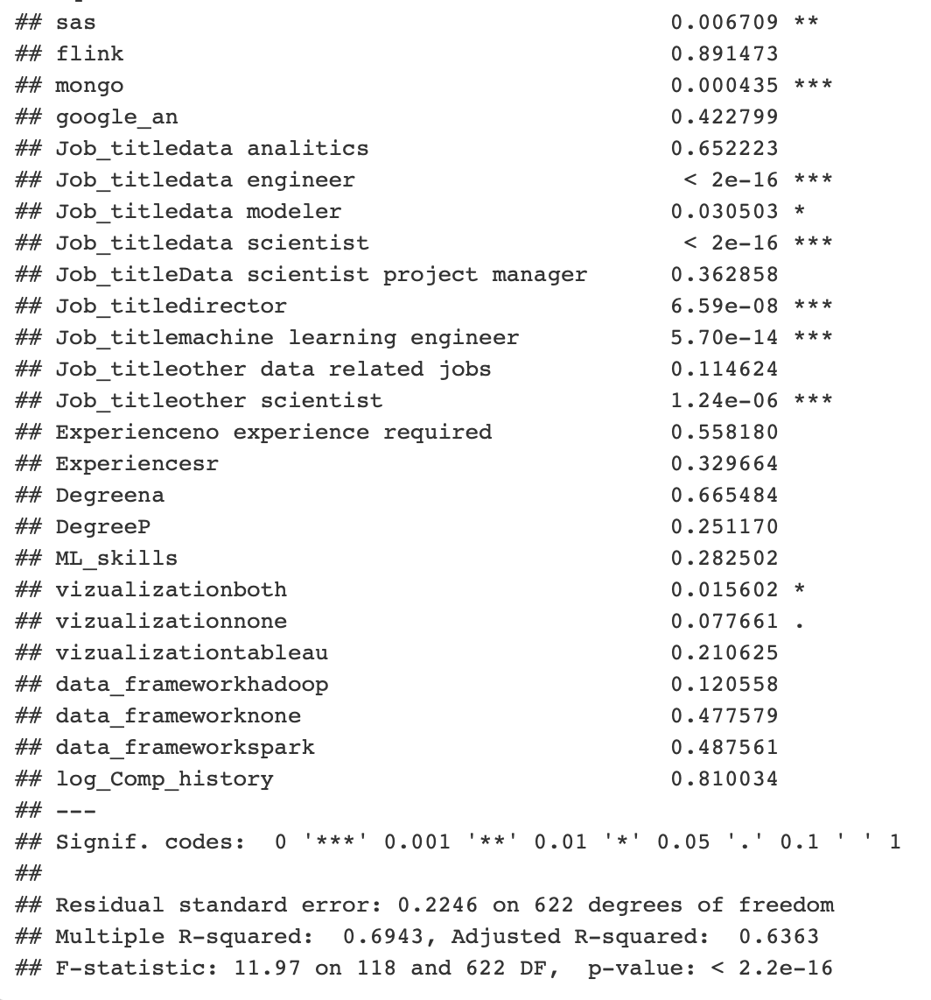 ## sas 0.006709 **
## flink 0.891473
## mongo 0.000435 ***
## google_an 0.422799
## Job_titledata analitics 0.652223
## Job_titledata engineer < 2e-16 ***
## Job_titledata modeler 0.030503 *
## Job_titledata scientist < 2e-16 ***
## Job_titleData scientist project manager 0.362858
## Job_titledirector 6.59e-08 ***
## Job_titlemachine learning engineer 5.70e-14 ***
## Job_titleother data related jobs 0.114624
## Job_titleother scientist 1.24e-06 ***
## Experienceno experience required 0.558180
## Experiencesr 0.329664
## Degreena 0.665484
## DegreeP 0.251170
## ML_skills 0.282502
## vizualizationboth 0.015602 *
## vizualizationnone 0.077661 .
## vizualizationtableau 0.210625
## data_frameworkhadoop 0.120558
## data_frameworknone 0.477579
## data_frameworkspark 0.487561
## log_Comp_history 0.810034
## ---
## Signif. codes:  0 '***' 0.001 '**' 0.01 '*' 0.05 '.' 0.1 ' ' 1
##
## Residual standard error: 0.2246 on 622 degrees of freedom
## Multiple R-squared:  0.6943, Adjusted R-squared:  0.6363
## F-statistic: 11.97 on 118 and 622 DF,  p-value: < 2.2e-16